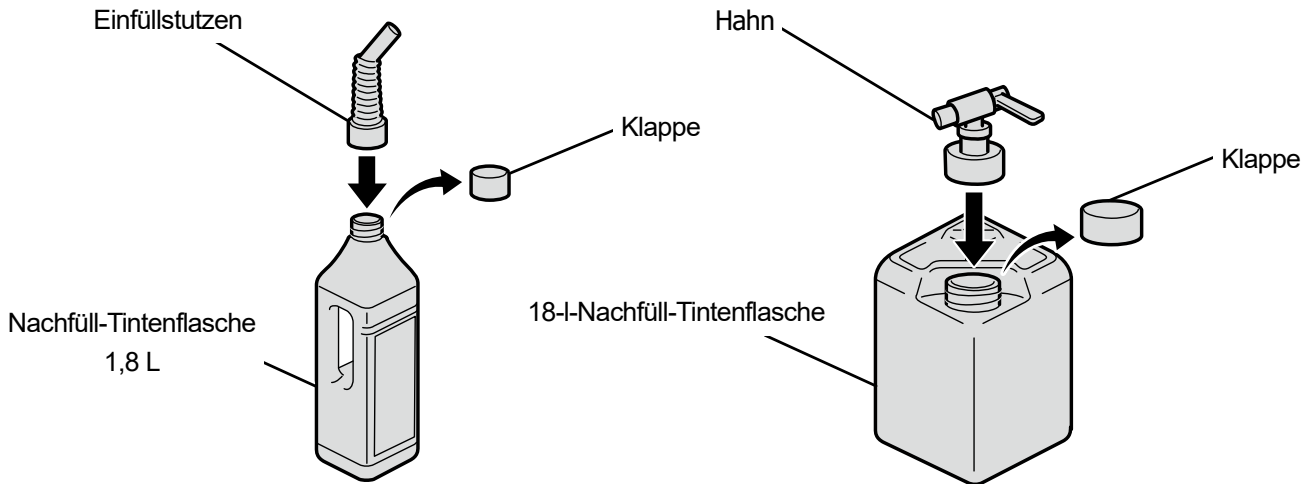 Einfüllstutzen
Klappe
Nachfüll-Tintenflasche
1,8 L
Hahn
Klappe
18-l-Nachfüll-Tintenflasche